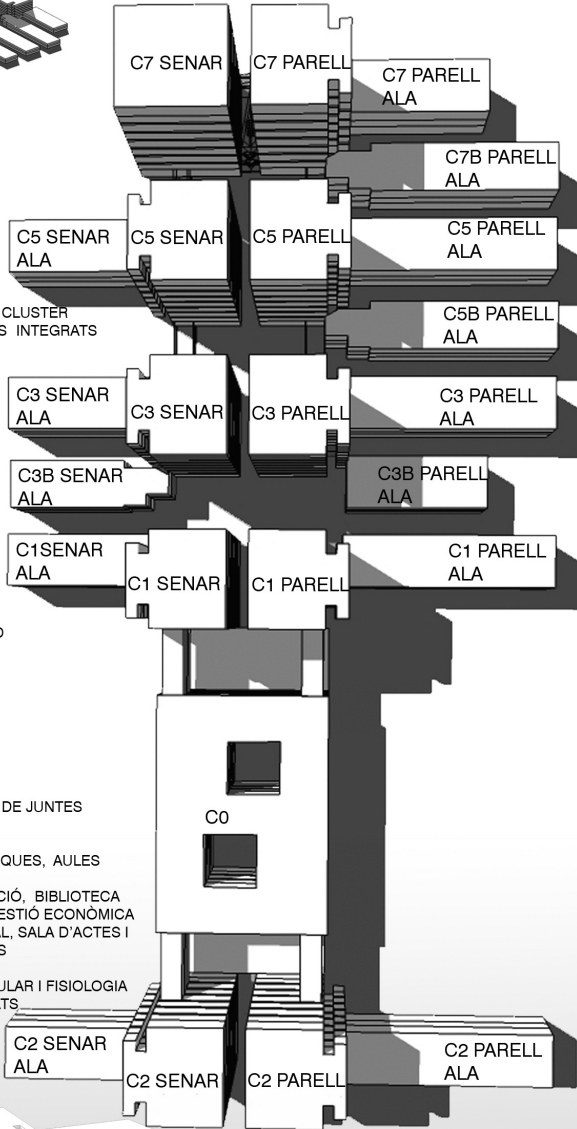 C7 SENAR
C7 PARELL
C7 PARELL
ALA
C7B PARELL
ALA
C5 SENAR
ALA
C5 SENAR
C5 PARELL
C5 PARELL
ALA
CLUSTER
S INTEGRATS
C5B PARELL
ALA
C3 SENAR
ALA
C3 SENAR
C3 PARELL
C3 PARELL
ALA
C3B SENAR
ALA
C3B PARELL
ALA
C1SENAR
ALA
C1 SENAR
C1 PARELL
C1 PARELL
ALA
DE JUNTES
C0
QUES, AULES
CIÓ, BIBLIOTECA
ESTIÓ ECONÒMICA
AL, SALA D'ACTES I
S
ULAR I FISIOLOGIA
ATS
C2 SENAR
ALA
C2 SENAR
C2 PARELL
C2 PARELL
ALA